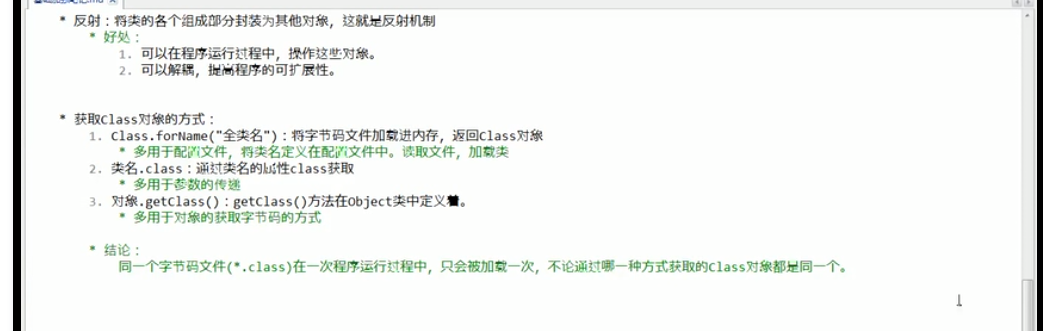 * 反射：将类的各个组成部分封装为其他对象，这就是反射机制
* 好处：
1. 可以在程序运行过程中，操作这些对象。
2. 可以解耦，提高程序的可扩展性。
* 获取Class对象的方式：
1. Class.forName("全类名")：将字节码文件加载进内存，返回Class对象
* 多用于配置文件，将类名定义在配置文件中。读取文件，加载类
2. 类名.class：通过类名的属性class获取
* 多用于参数的传递
3. 对象.getClass()：getClass()方法在Object类中定义着。
* 多用于对象的获取字节码的方式
* 结论：
同一个字节码文件(*.class)在一次程序运行过程中，只会被加载一次，不论通过哪一种方式获取的Class对象都是同一个。